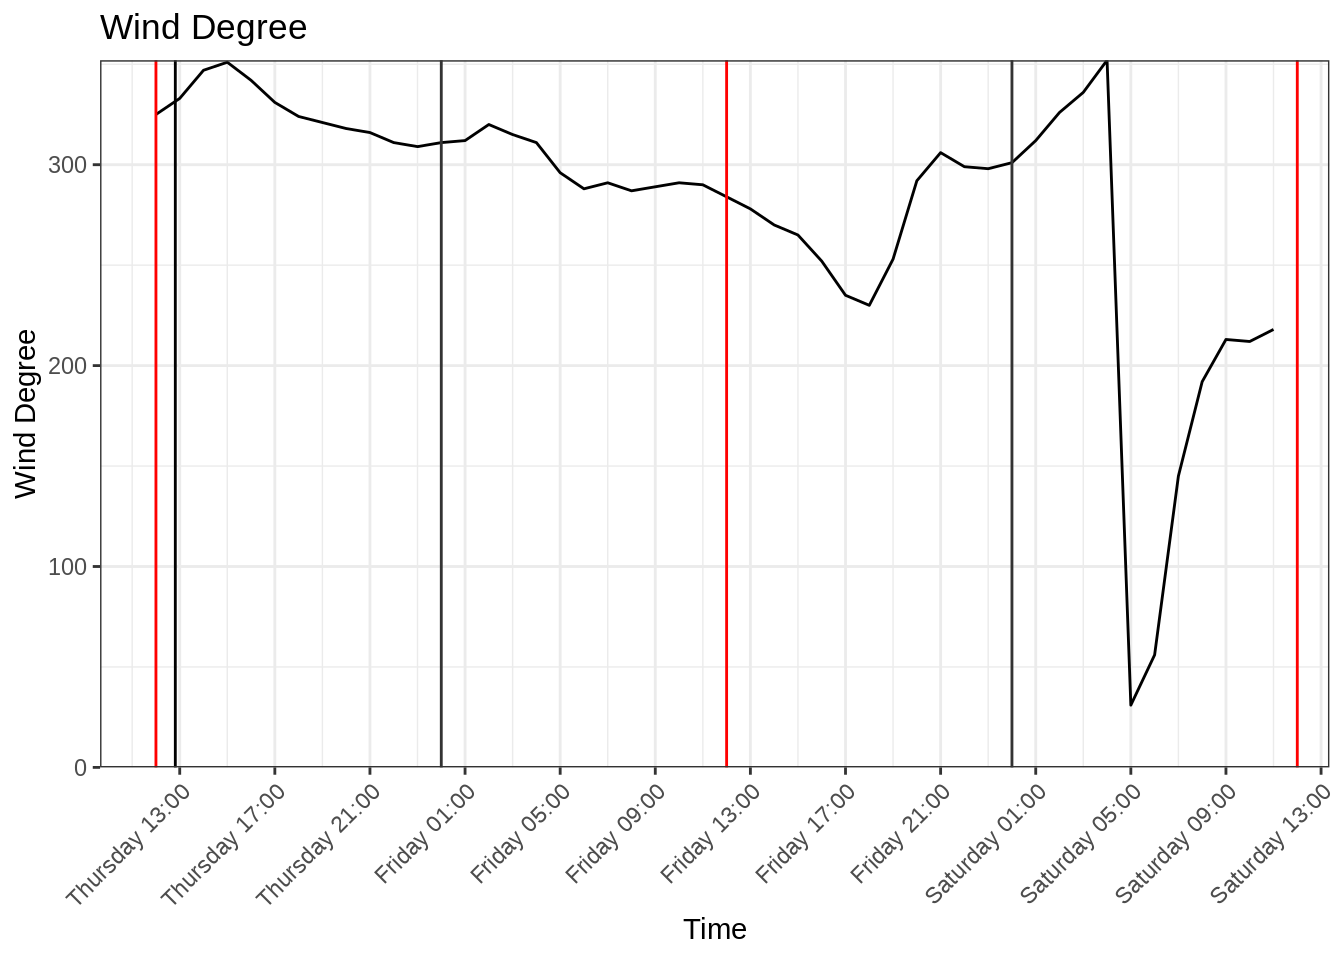 Wind Degree
Wind Degree
300
200
100
0
Thursday 13:00
Thursday 17:00
Thursday 21:00
Friday 01:00
Friday 05:00
Friday 09:00
Friday 13:00
Friday 17:00
Friday 21:00
Saturday 01:00
Saturday 05:00
Saturday 09:00
Saturday 13:00
Time